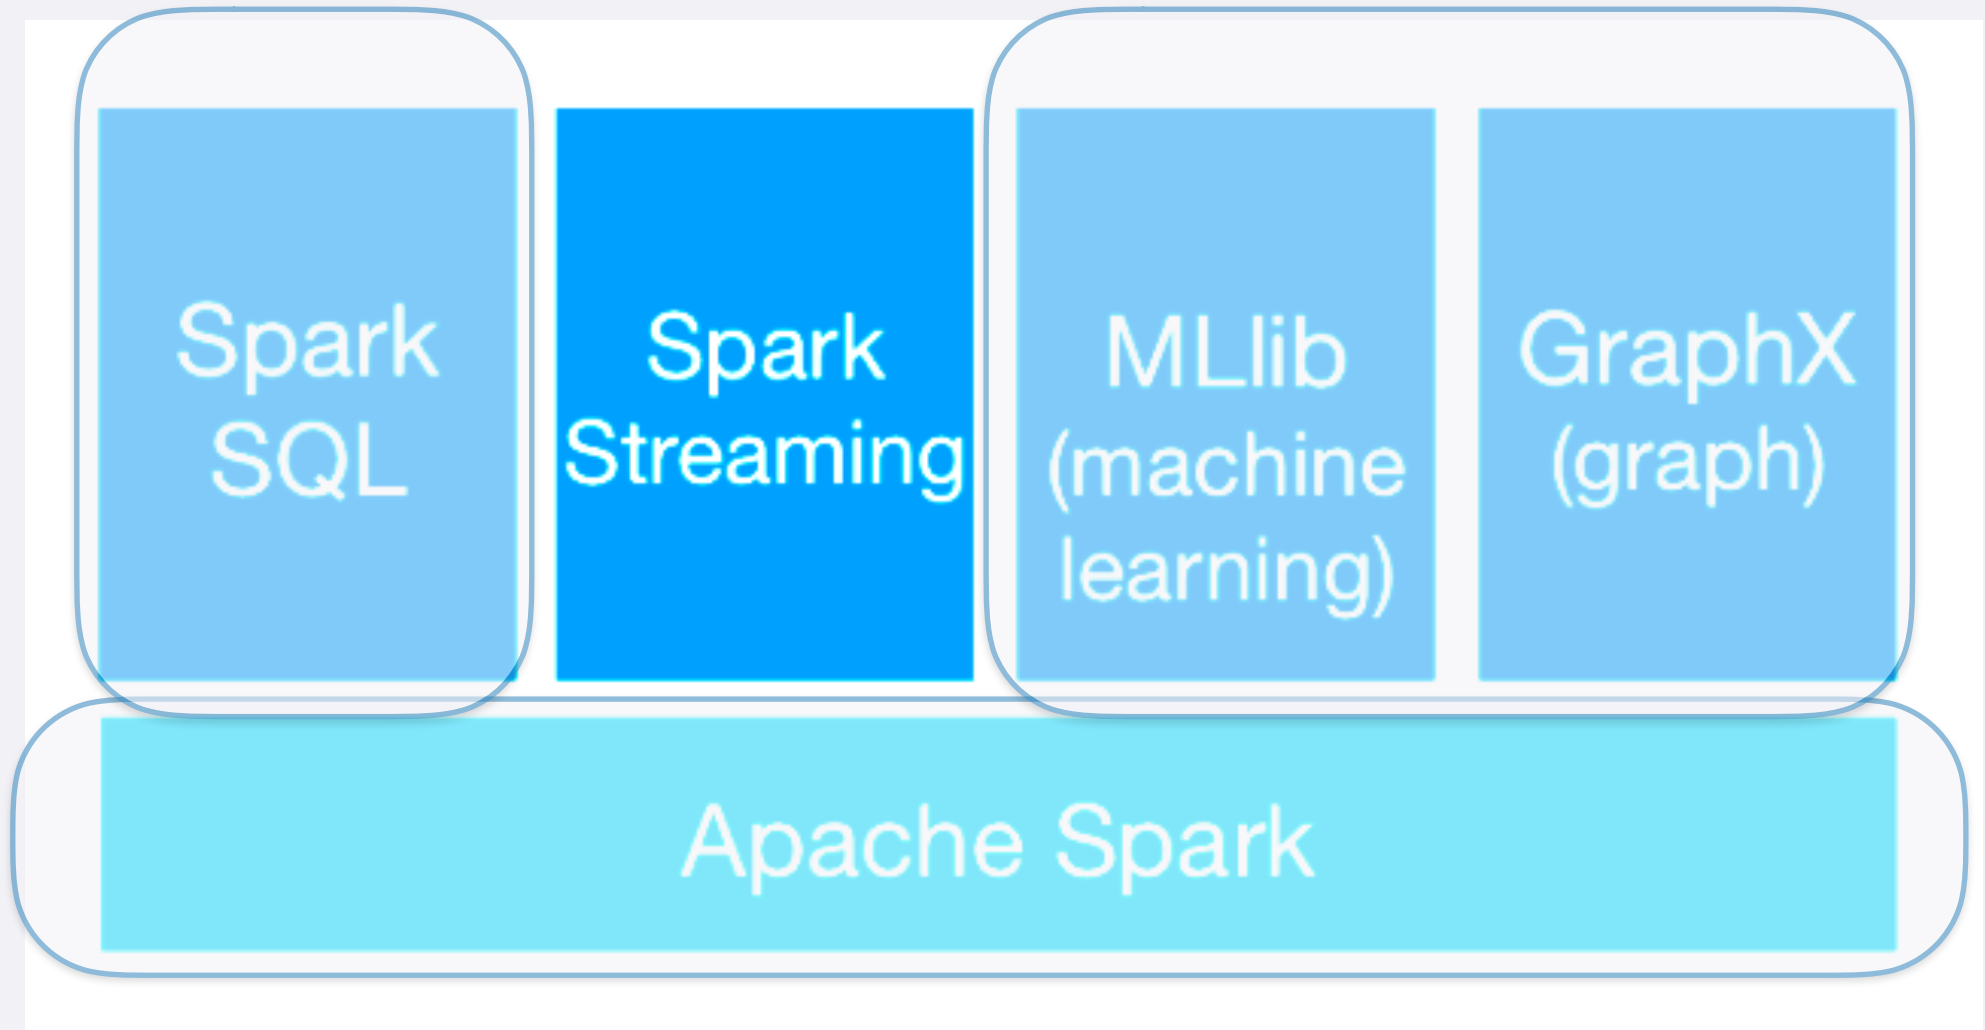 Spark
SQL
Spark
Streaming
MLlib
(machine
learning)
GraphX
(graph)
Apache Spark